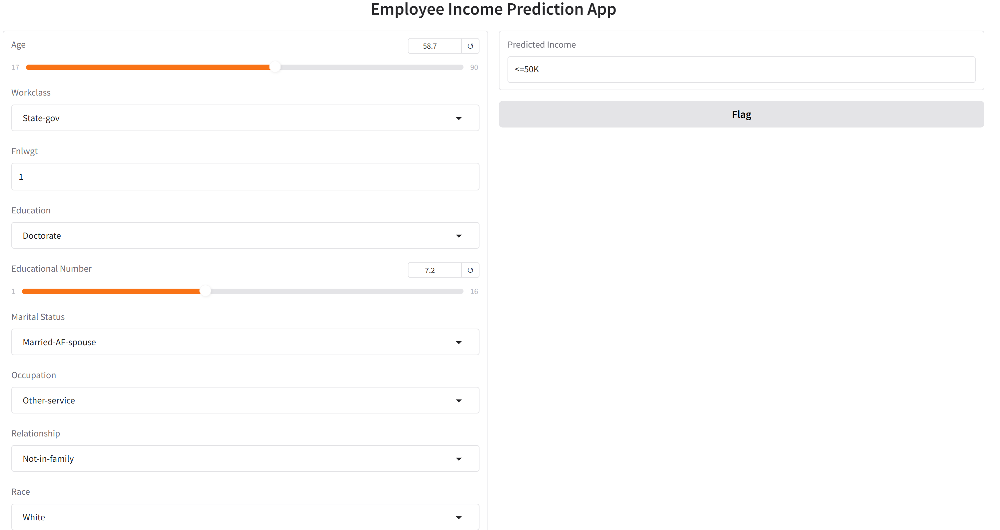 Employee Income Prediction App
Age
58.7
↺
17
90
Workclass
State-gov
Fnlwgt
1
Education
Doctorate
Educational Number
7.2
↺
1
16
Marital Status
Married-AF-spouse
Occupation
Other-service
Relationship
Not-in-family
Race
White
Predicted Income
<=50K
Flag